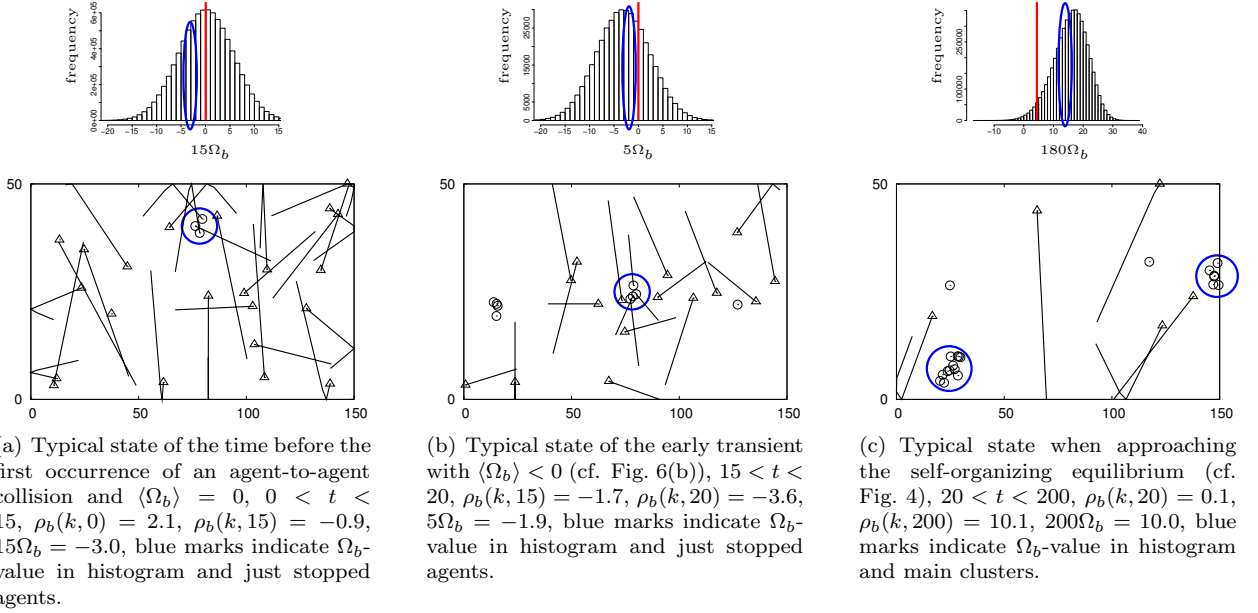 frequency
0e+00 2e+05 4e+05 6e+05
−20 −15 −10 −5 0 5 10 15
15Ω_b
frequency
0 5000 15000 25000
−20 −15 −10 −5 0 5 10 15
5Ω_b
frequency
0 100000 250000
−10 0 10 20 30 40
180Ω_b
50
0
0 50 100 150
50
0
0 50 100 150
50
0
0 50 100 150
(a) Typical state of the time before the
first occurrence of an agent-to-agent
collision and ⟨Ω_b⟩ = 0, 0 < t <
15, ρ_b(k, 0) = 2.1, ρ_b(k, 15) = −0.9,
15Ω_b = −3.0, blue marks indicate Ω_b-
value in histogram and just stopped
agents.
(b) Typical state of the early transient
with ⟨Ω_b⟩ < 0 (cf. Fig. 6(b)), 15 < t <
20, ρ_b(k, 15) = −1.7, ρ_b(k, 20) = −3.6,
5Ω_b = −1.9, blue marks indicate Ω_b-
value in histogram and just stopped
agents.
(c) Typical state when approaching
the self-organizing equilibrium (cf.
Fig. 4), 20 < t < 200, ρ_b(k, 20) = 0.1,
ρ_b(k, 200) = 10.1, 200Ω_b = 10.0, blue
marks indicate Ω_b-value in histogram
and main clusters.